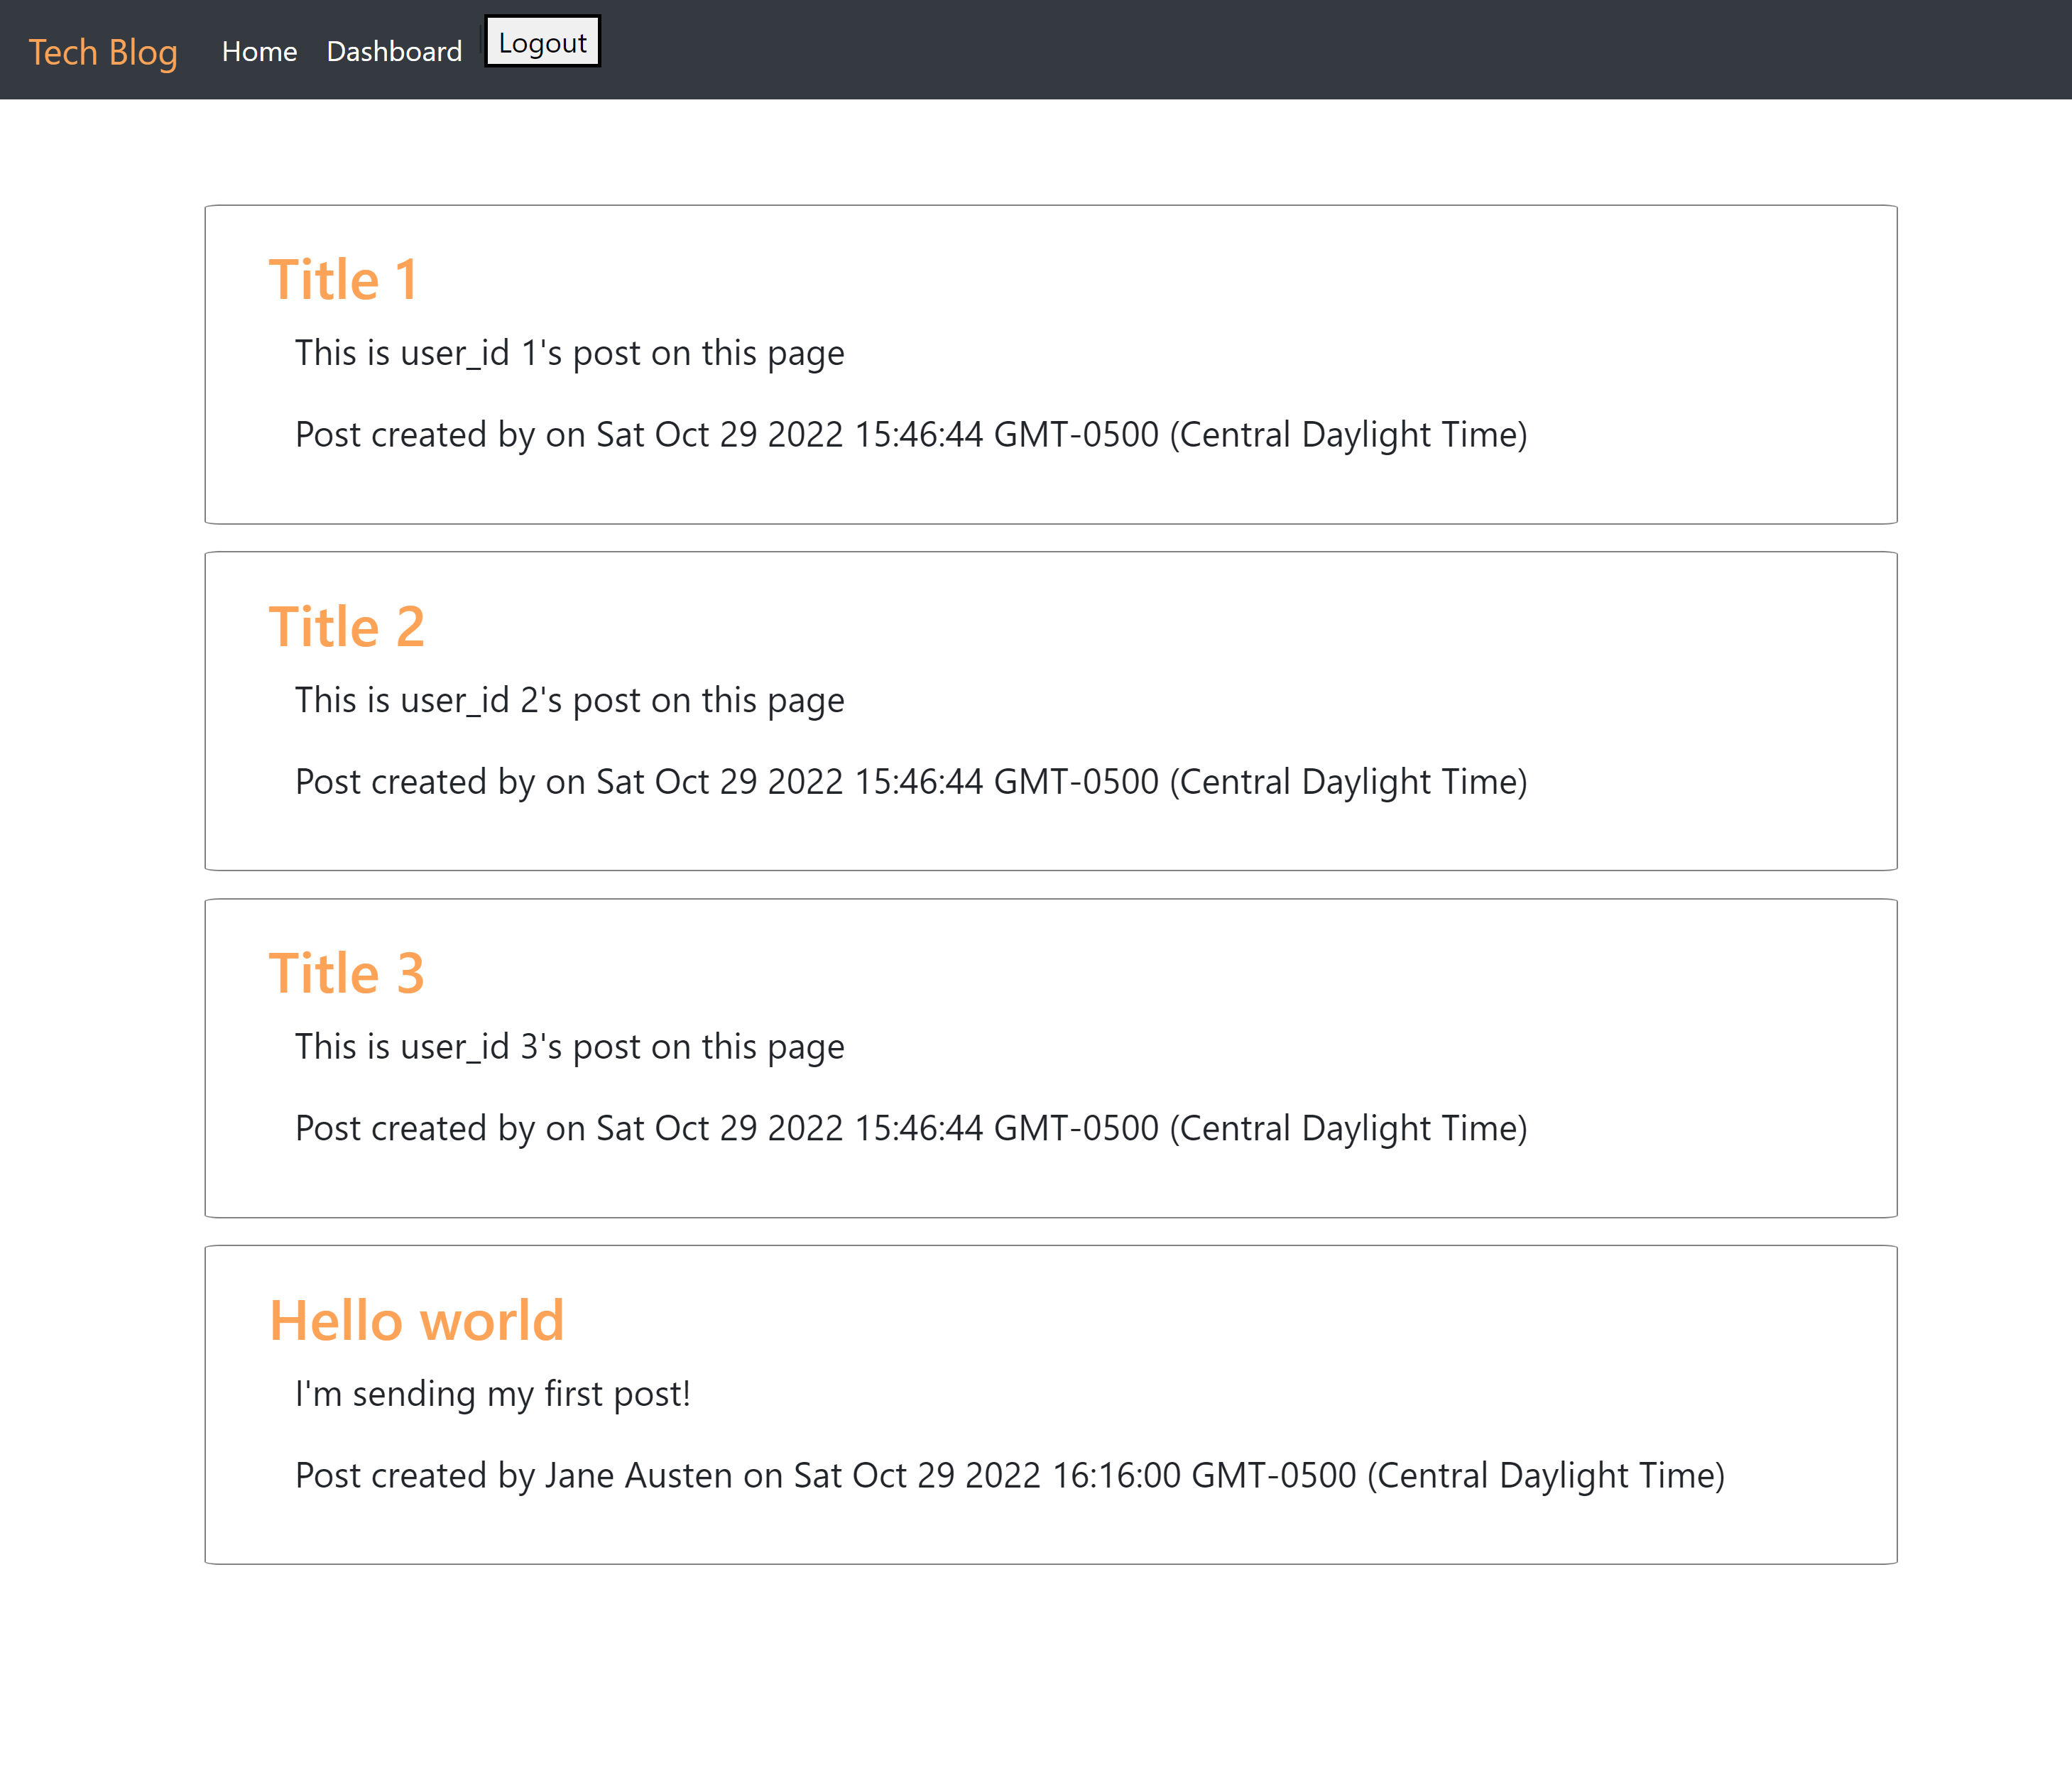 Tech Blog Home Dashboard Logout
Title 1
This is user_id 1's post on this page
Post created by on Sat Oct 29 2022 15:46:44 GMT-0500 (Central Daylight Time)
Title 2
This is user_id 2's post on this page
Post created by on Sat Oct 29 2022 15:46:44 GMT-0500 (Central Daylight Time)
Title 3
This is user_id 3's post on this page
Post created by on Sat Oct 29 2022 15:46:44 GMT-0500 (Central Daylight Time)
Hello world
I'm sending my first post!
Post created by Jane Austen on Sat Oct 29 2022 16:16:00 GMT-0500 (Central Daylight Time)